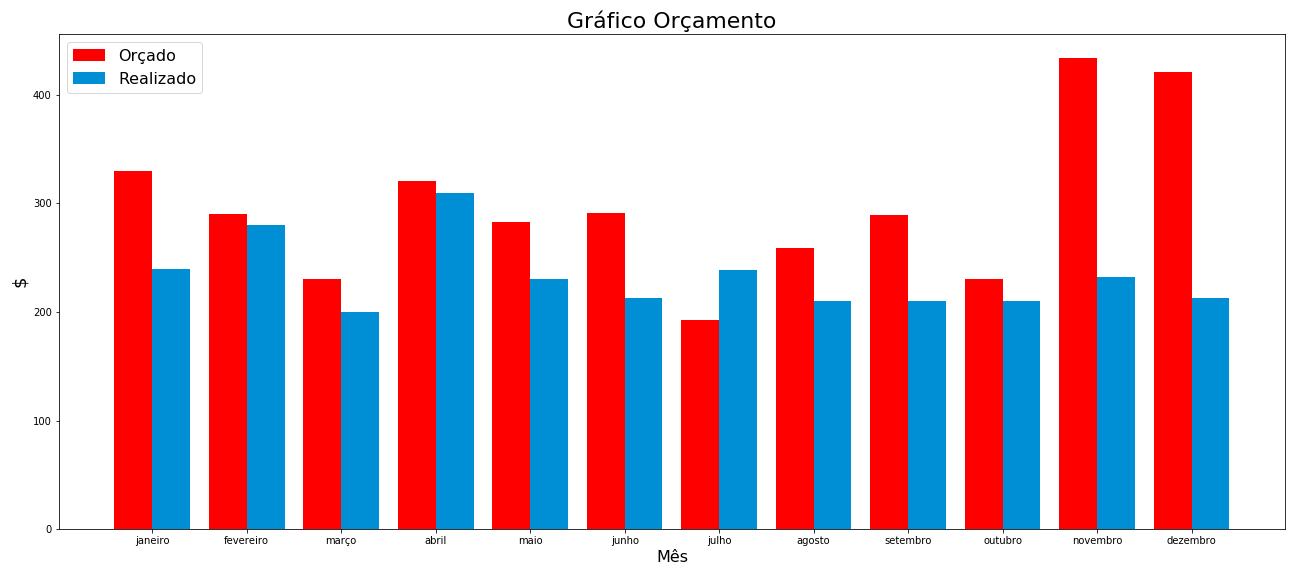 Gráfico Orçamento
Orçado
Realizado
$
400
300
200
100
0
janeiro fevereiro março abril maio junho julho agosto setembro outubro novembro dezembro
Mês